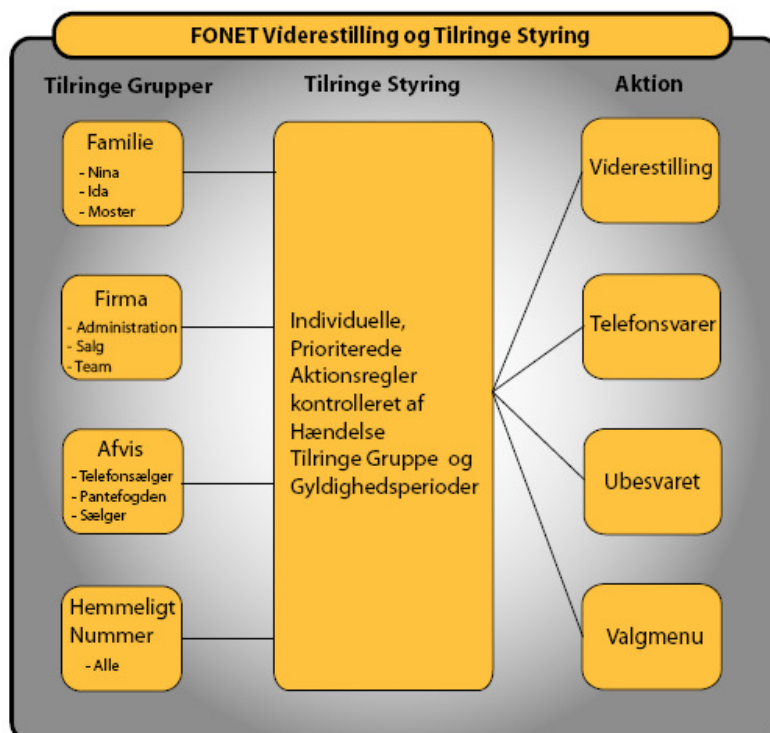 FONET Viderestilling og Tilringe Styring
Tilringe Grupper
Tilringe Styring
Aktion
Familie
- Nina
- Ida
- Moster
Firma
- Administration
- Salg
- Team
Afvis
- Telefonsælger
- Pantefogden
- Sælger
Hemmeligt
Nummer
- Alle
Individuelle,
Prioriterede
Aktionsregler
kontrolleret af
Hændelse
Tilringe Gruppe og
Gyldighedsperioder
Viderestilling
Telefonsvarer
Ubesvaret
Valgmenu